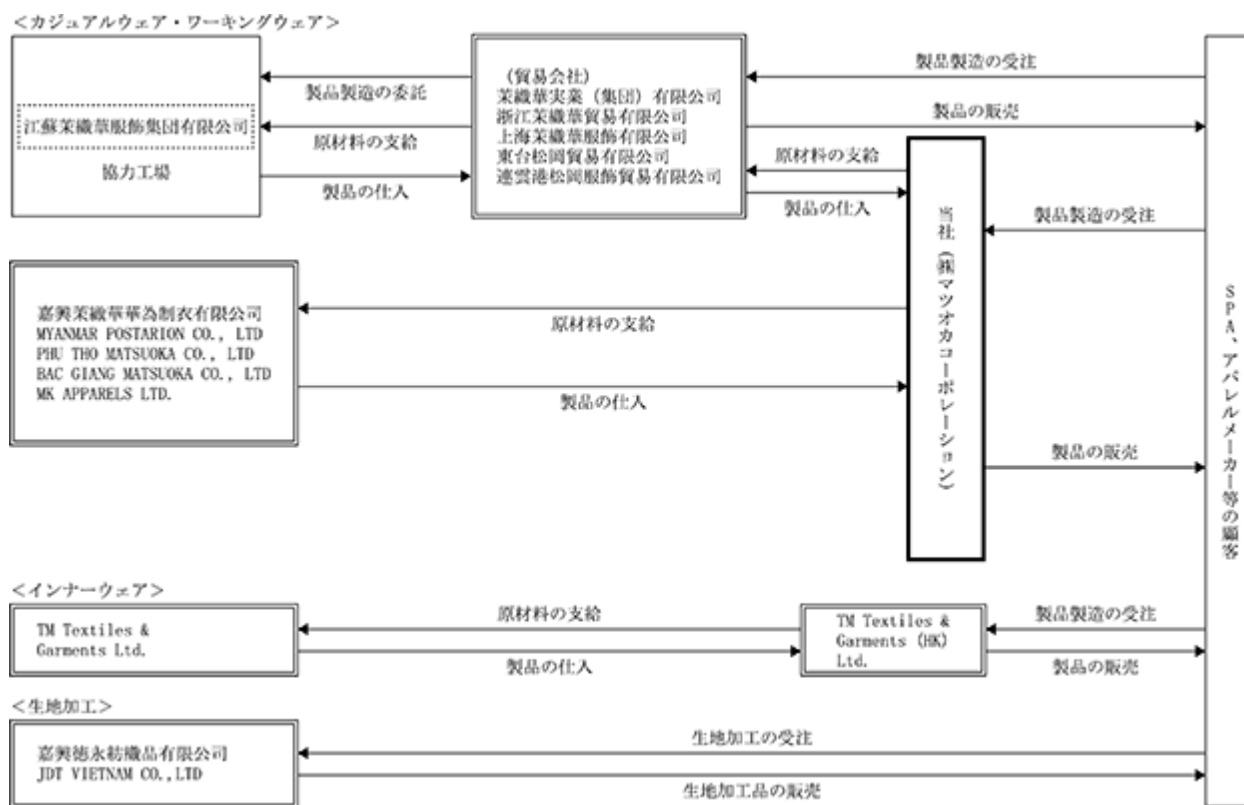 ＜カジュアルウェア・ワーキングウェア＞
製品製造の委託
江蘇茉織華服飾集団有限公司
原材料の支給
協力工場
製品の仕入
（貿易会社）
茉織華実業（集団）有限公司
浙江茉織華貿易有限公司
上海茉織華服飾有限公司
東台松岡貿易有限公司
連雲港松岡服飾貿易有限公司
製品製造の受注
製品の販売
原材料の支給
製品の仕入
当社（㈱マツオカコーポレーション）
製品製造の受注
嘉興茉織華華為制衣有限公司
MYANMAR POSTARION CO., LTD
PHU THO MATSUOKA CO., LTD
BAC GIANG MATSUOKA CO., LTD
MK APPARELS LTD.
原材料の支給
製品の仕入
製品の販売
SPA、アパレルメーカー等の顧客
＜インナーウェア＞
TM Textiles &
Garments Ltd.
原材料の支給
製品の仕入
TM Textiles &
Garments (HK)
Ltd.
製品製造の受注
製品の販売
＜生地加工＞
嘉興徳永紡織品有限公司
JDT VIETNAM CO.,LTD
生地加工の受注
生地加工品の販売